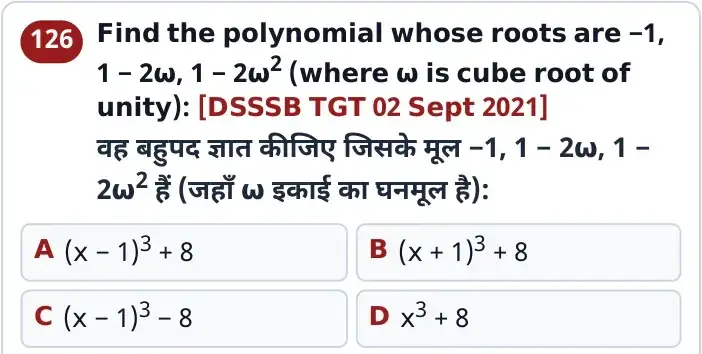 126 Find the polynomial whose roots are –1,
1 – 2ω, 1 – 2ω² (where ω is cube root of
unity): [DSSSB TGT 02 Sept 2021]
वह बहुपद ज्ञात कीजिए जिसके मूल –1, 1 – 2ω, 1 –
2ω² हैं (जहाँ ω इकाई का घनमूल है):
A (x – 1)³ + 8 B (x + 1)³ + 8
C (x – 1)³ – 8 D x³ + 8